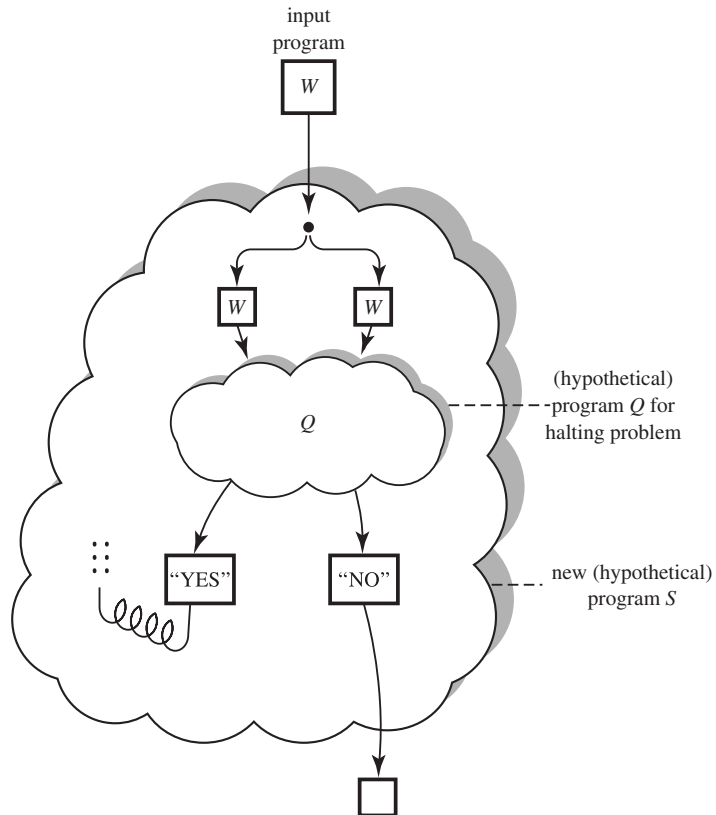 input
program
W
W
W
(hypothetical)
program Q for
halting problem
Q
"YES"
"NO"
new (hypothetical)
program S